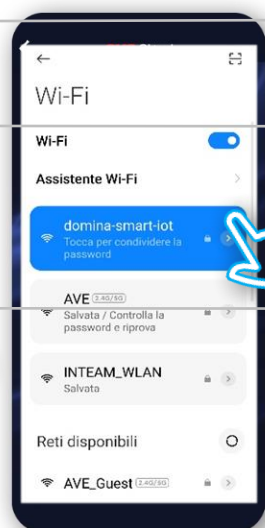 Wi-Fi
Wi-Fi
Assistente Wi-Fi
domina-smart-iot
Tocca per condividere la
password
AVE 2.4G/5G
Salvata / Controlla la
password e riprova
INTEAM_WLAN
Salvata
Reti disponibili
AVE_Guest 2.4G/5G